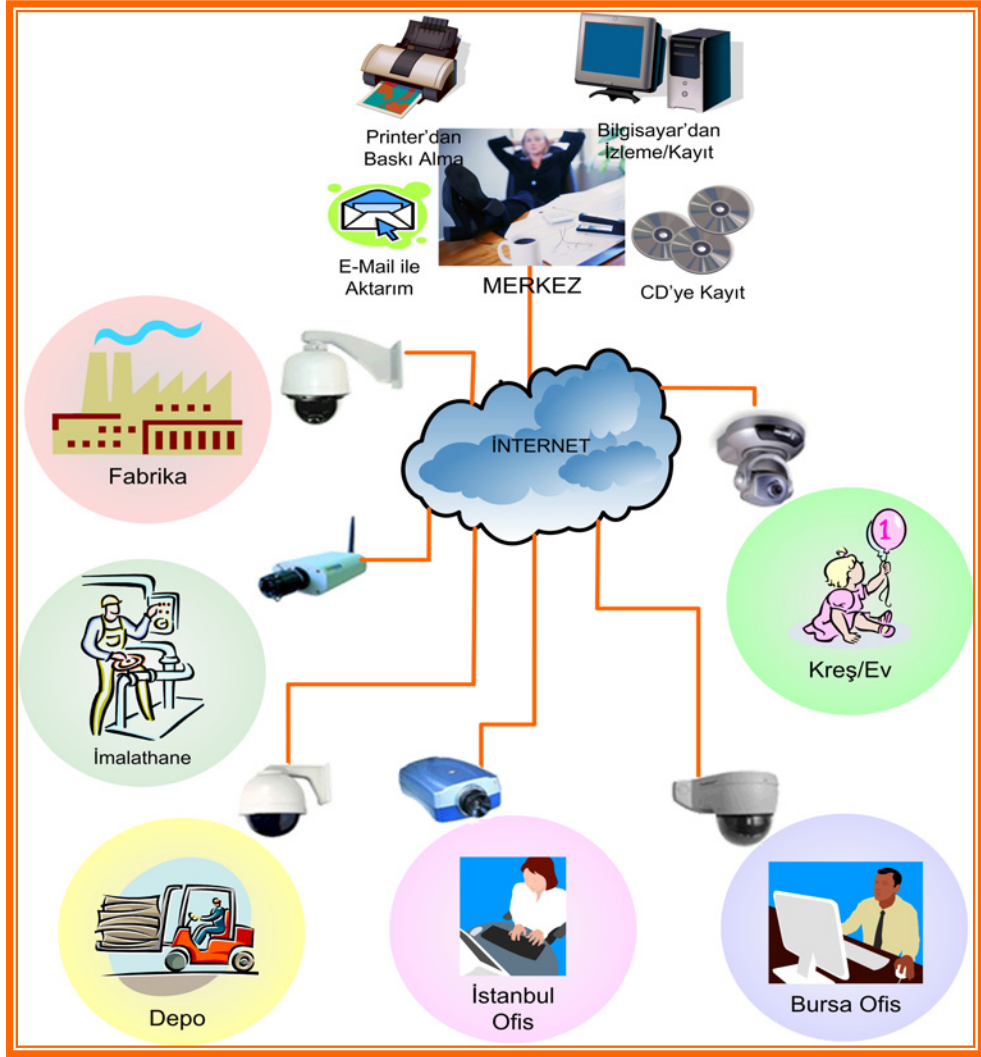 Printer'dan
Baskı Alma
Bilgisayar'dan
İzleme/Kayıt
E-Mail ile
Aktarım
MERKEZ
CD'ye Kayıt
Fabrika
İNTERNET
1
Kreş/Ev
İmalathane
Depo
İstanbul
Ofis
Bursa Ofis